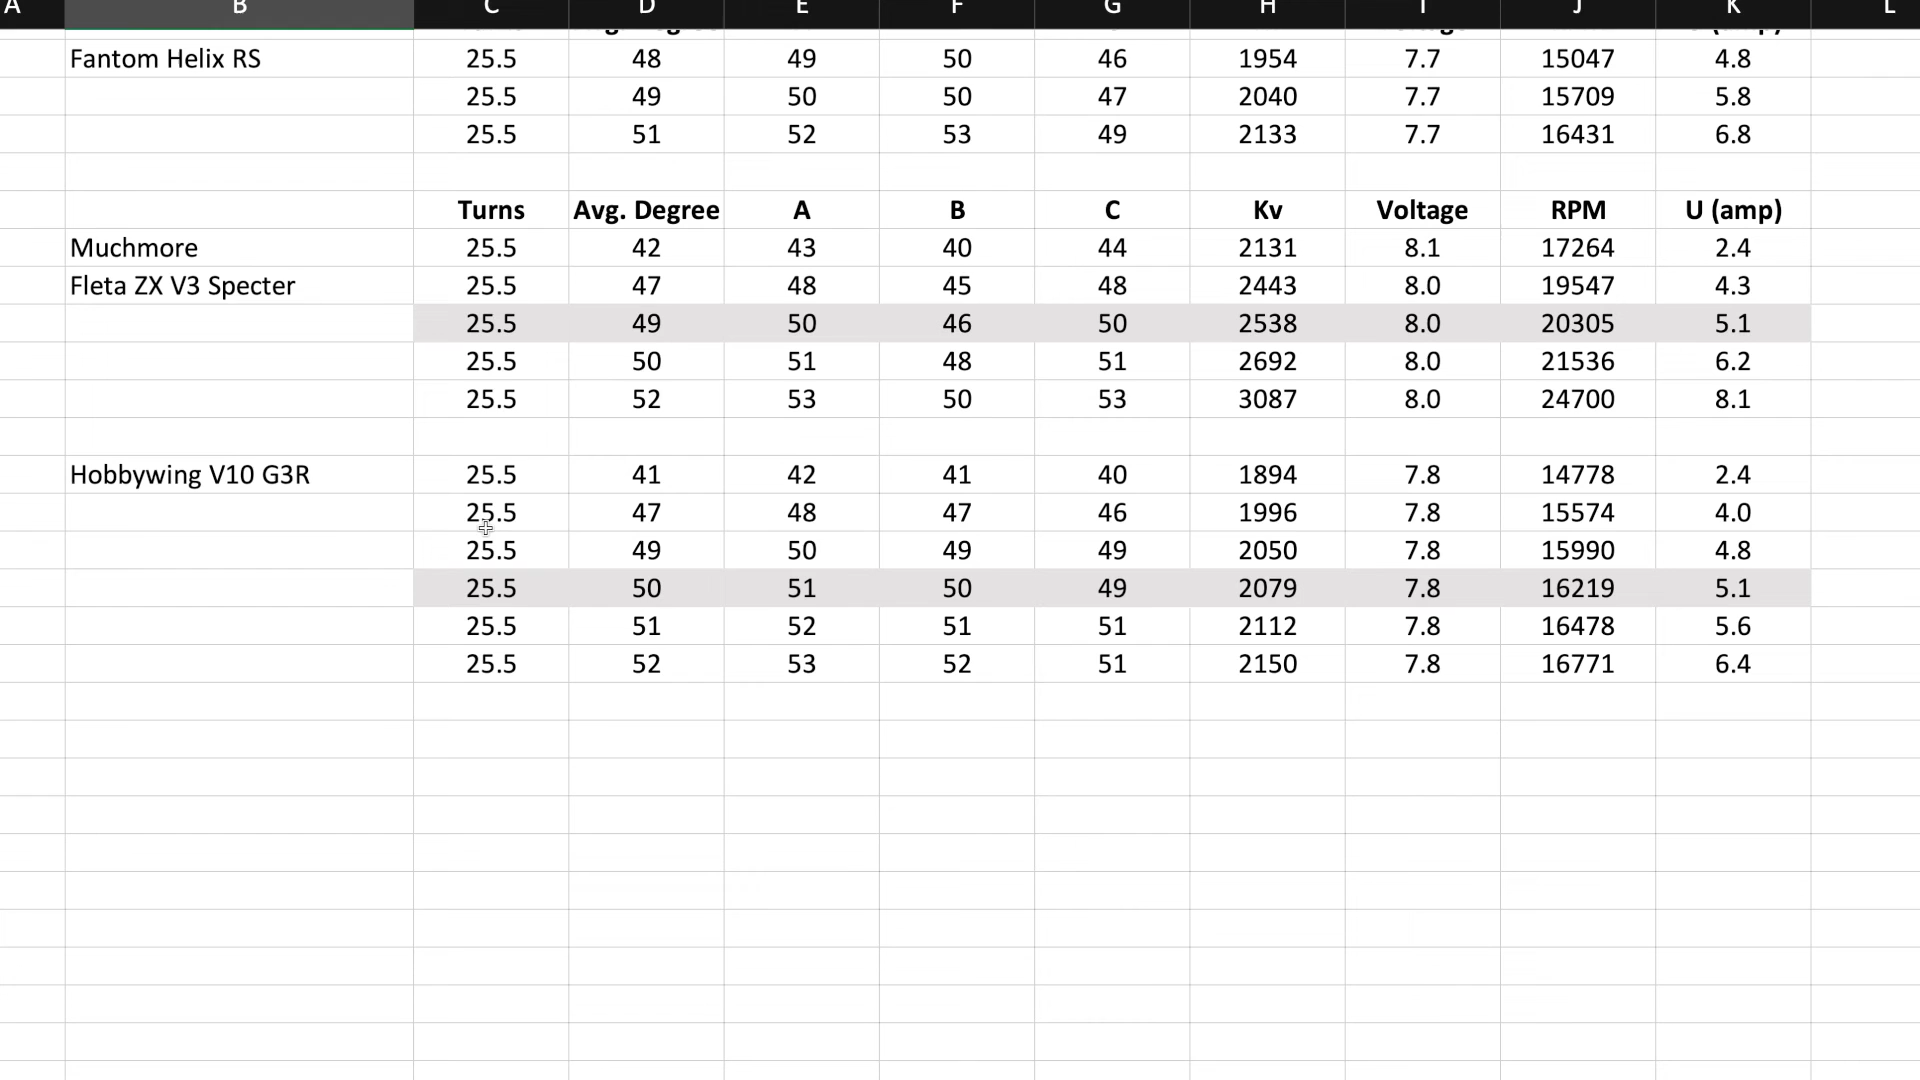 A B C D E F G H I J K L
Fantom Helix RS 25.5 48 49 50 46 1954 7.7 15047 4.8
25.5 49 50 50 47 2040 7.7 15709 5.8
25.5 51 52 53 49 2133 7.7 16431 6.8
Turns Avg. Degree A B C Kv Voltage RPM U (amp)
Muchmore 25.5 42 43 40 44 2131 8.1 17264 2.4
Fleta ZX V3 Specter 25.5 47 48 45 48 2443 8.0 19547 4.3
25.5 49 50 46 50 2538 8.0 20305 5.1
25.5 50 51 48 51 2692 8.0 21536 6.2
25.5 52 53 50 53 3087 8.0 24700 8.1
Hobbywing V10 G3R 25.5 41 42 41 40 1894 7.8 14778 2.4
25.5 47 48 47 46 1996 7.8 15574 4.0
25.5 49 50 49 49 2050 7.8 15990 4.8
25.5 50 51 50 49 2079 7.8 16219 5.1
25.5 51 52 51 51 2112 7.8 16478 5.6
25.5 52 53 52 51 2150 7.8 16771 6.4